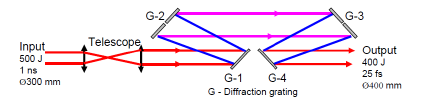 G-2
G-3
Telescope
Input
500 J
1 ns
Ø300 mm
Output
400 J
25 fs
Ø400 mm
G-1
G-4
G - Diffraction grating